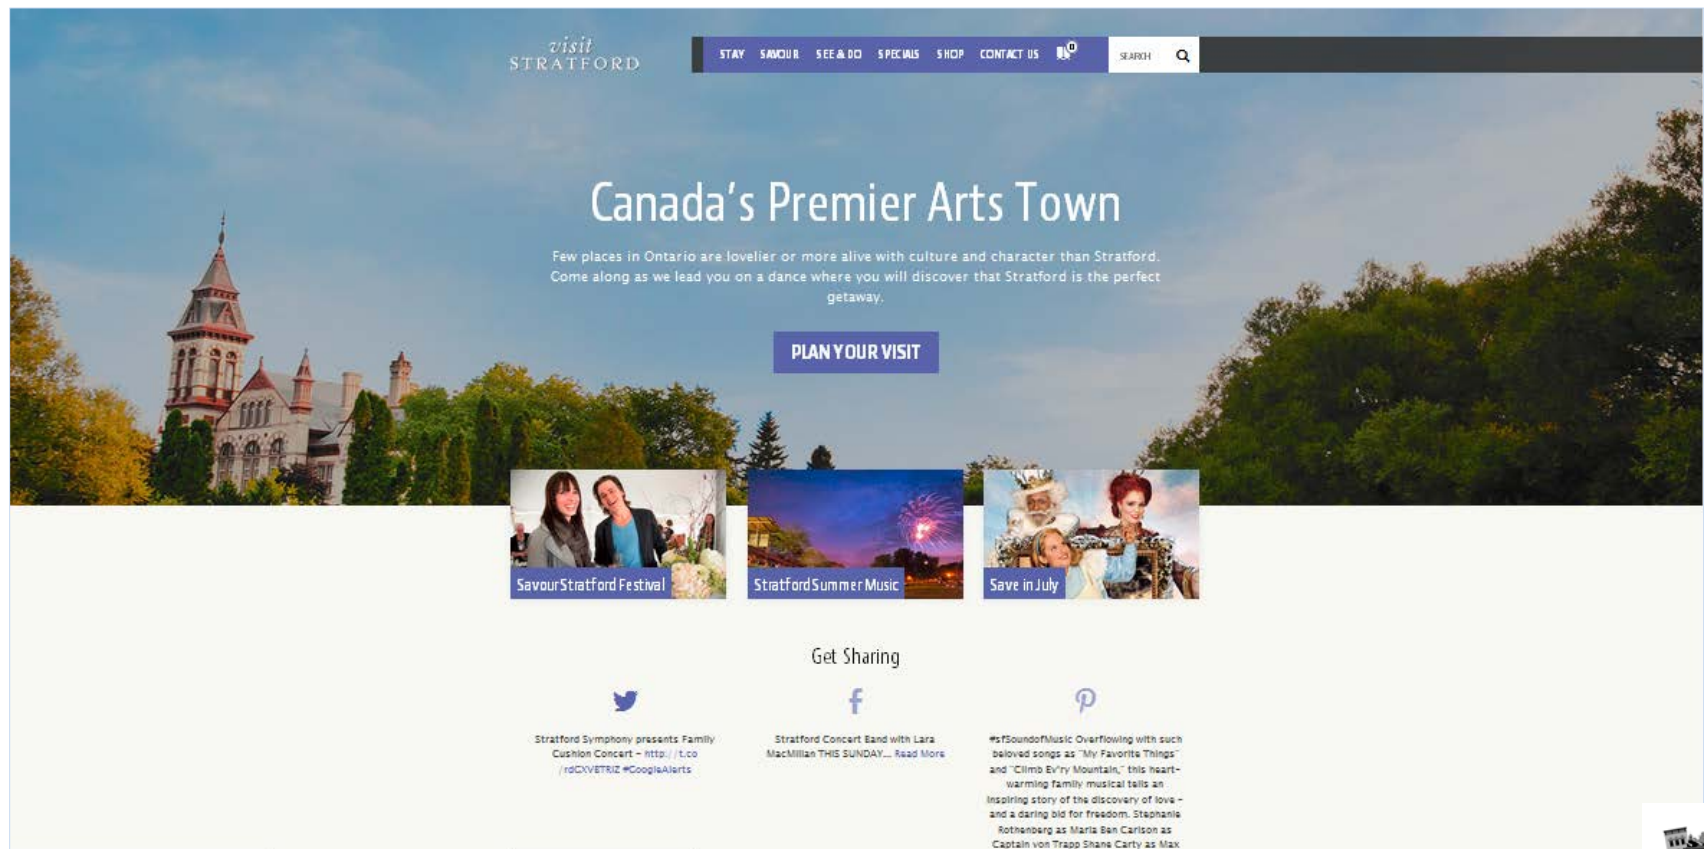 visit
STRATFORD
STAY SAVOUR SEE & DO SPECIALS SHOP CONTACT US 0
SEARCH
Canada's Premier Arts Town
Few places in Ontario are lovelier or more alive with culture and character than Stratford.
Come along as we lead you on a dance where you will discover that Stratford is the perfect
getaway.
PLAN YOUR VISIT
Savour Stratford Festival
Stratford Summer Music
Save in July
Get Sharing
Stratford Symphony presents Family
Cushion Concert - http://t.co
/rdGXVBTRIZ #GoogleAlerts
Stratford Concert Band with Lara
MacMillan THIS SUNDAY... Read More
#sfSoundofMusic Overflowing with such
beloved songs as "My Favorite Things"
and "Climb Ev'ry Mountain," this heart-
warming family musical tells an
inspiring story of the discovery of love -
and a daring bid for freedom. Stephanie
Rothenberg as Maria Ben Carlson as
Captain von Trapp Shane Carty as Max